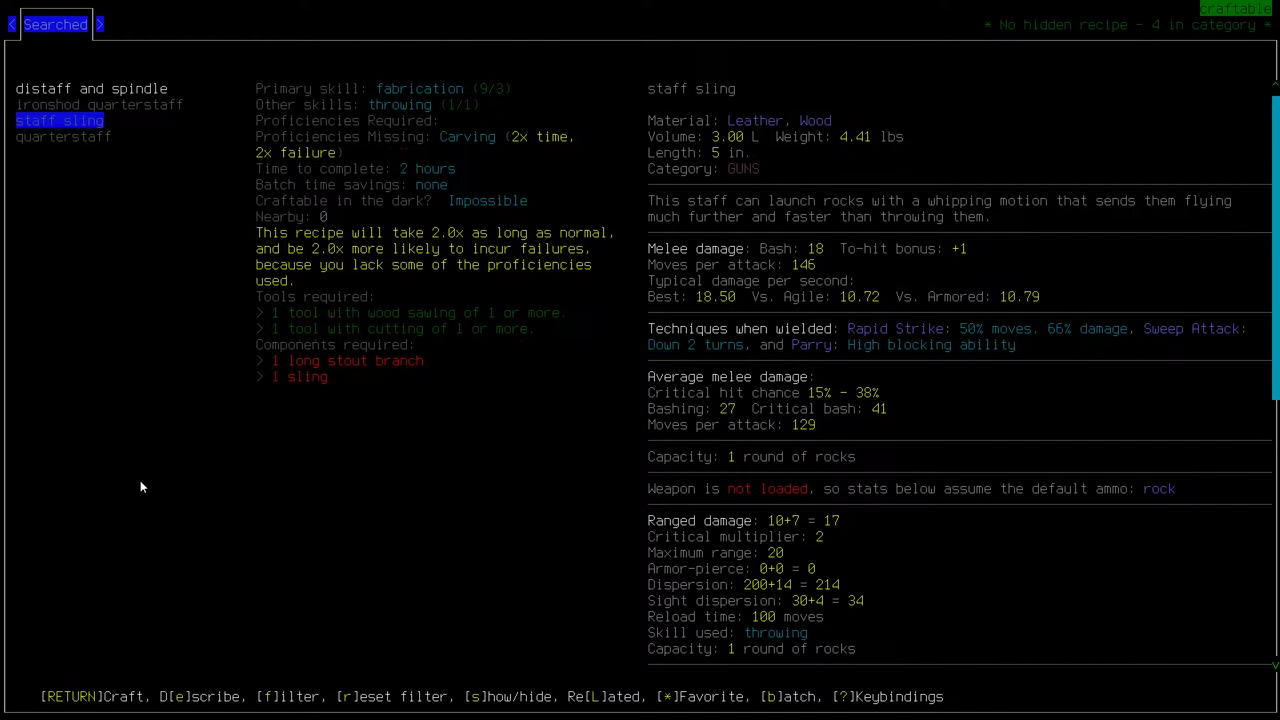 craftable
< Searched >
* No hidden recipe - 4 in category *
distaff and spindle
ironshod quarterstaff
staff sling
quarterstaff
Primary skill: fabrication (9/3)
Other skills: throwing (1/1)
Proficiencies Required:
Proficiencies Missing: Carving (2x time,
2x failure)
Time to complete: 2 hours
Batch time savings: none
Craftable in the dark? Impossible
Nearby: 0
This recipe will take 2.0x as long as normal,
and be 2.0x more likely to incur failures,
because you lack some of the proficiencies
used.
Tools required:
> 1 tool with wood sawing of 1 or more.
> 1 tool with cutting of 1 or more.
Components required:
> 1 long stout branch
> 1 sling
staff sling
Material: Leather, Wood
Volume: 3.00 L Weight: 4.41 lbs
Length: 5 in.
Category: GUNS
This staff can launch rocks with a whipping motion that sends them flying
much further and faster than throwing them.
Melee damage: Bash: 18 To-hit bonus: +1
Moves per attack: 146
Typical damage per second:
Best: 18.50 Vs. Agile: 10.72 Vs. Armored: 10.79
Techniques when wielded: Rapid Strike: 50% moves, 66% damage, Sweep Attack:
Down 2 turns, and Parry: High blocking ability
Average melee damage:
Critical hit chance 15% - 38%
Bashing: 27 Critical bash: 41
Moves per attack: 129
Capacity: 1 round of rocks
Weapon is not loaded, so stats below assume the default ammo: rock
Ranged damage: 10+7 = 17
Critical multiplier: 2
Maximum range: 20
Armor-pierce: 0+0 = 0
Dispersion: 200+14 = 214
Sight dispersion: 30+4 = 34
Reload time: 100 moves
Skill used: throwing
Capacity: 1 round of rocks
[RETURN]Craft, D[e]scribe, [f]ilter, [r]eset filter, [s]how/hide, Re[L]ated, [*]Favorite, [b]atch, [?]Keybindings